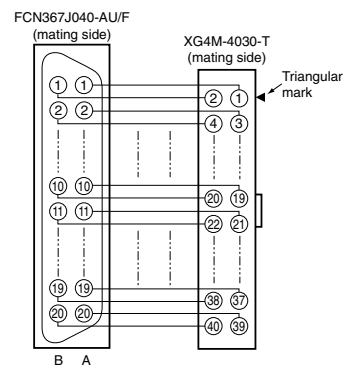 FCN367J040-AU/F
(mating side)
XG4M-4030-T
(mating side)
Triangular
mark
1 1
2 1
2 2
4 3
10 10
20 19
11 11
22 21
19 19
38 37
20 20
40 39
B A